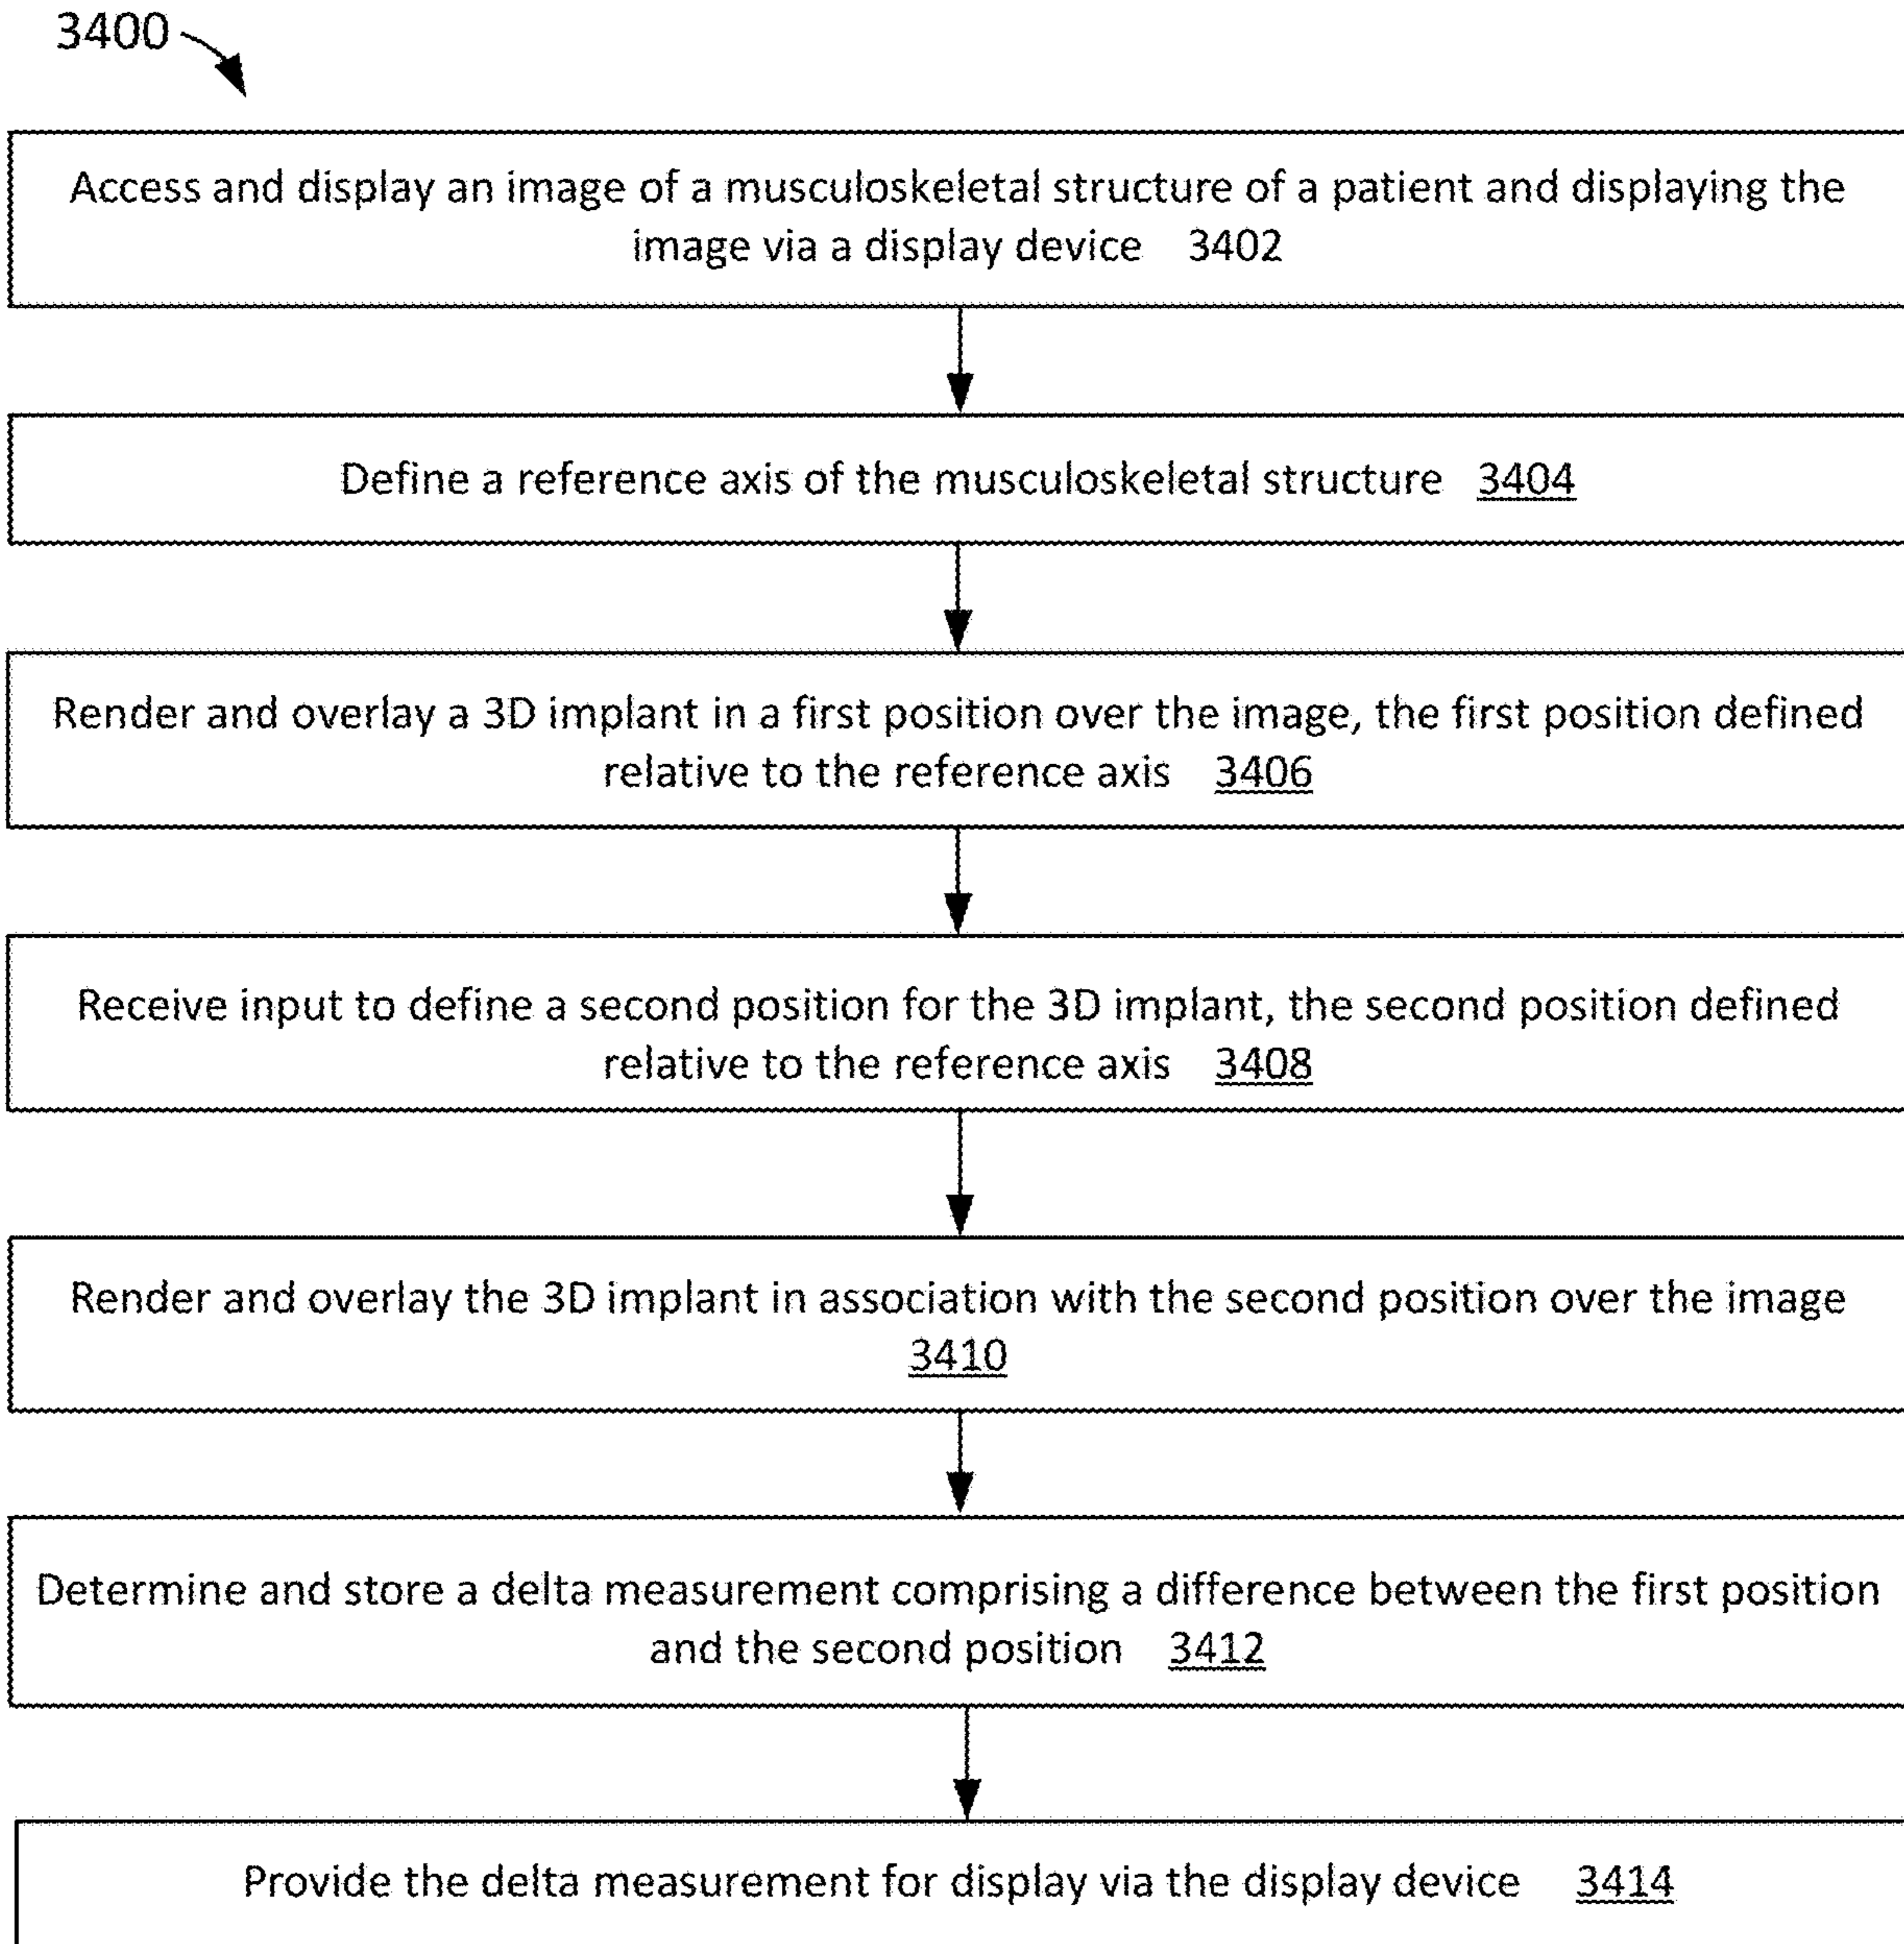 3400
Access and display an image of a musculoskeletal structure of a patient and displaying the
image via a display device 3402
Define a reference axis of the musculoskeletal structure 3404
Render and overlay a 3D implant in a first position over the image, the first position defined
relative to the reference axis 3406
Receive input to define a second position for the 3D implant, the second position defined
relative to the reference axis 3408
Render and overlay the 3D implant in association with the second position over the image
3410
Determine and store a delta measurement comprising a difference between the first position
and the second position 3412
Provide the delta measurement for display via the display device 3414